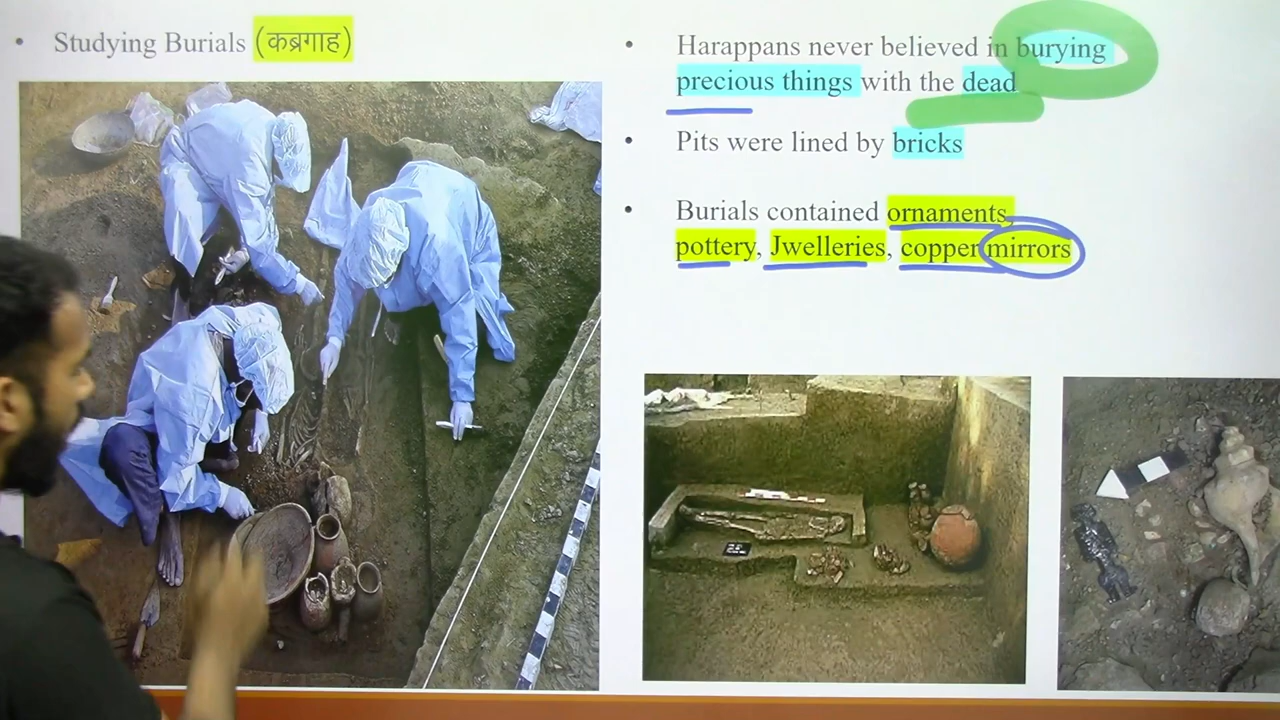 • Studying Burials (कब्रगाह)
• Harappans never believed in burying
precious things with the dead
• Pits were lined by bricks
• Burials contained ornaments,
pottery, Jwelleries, copper mirrors